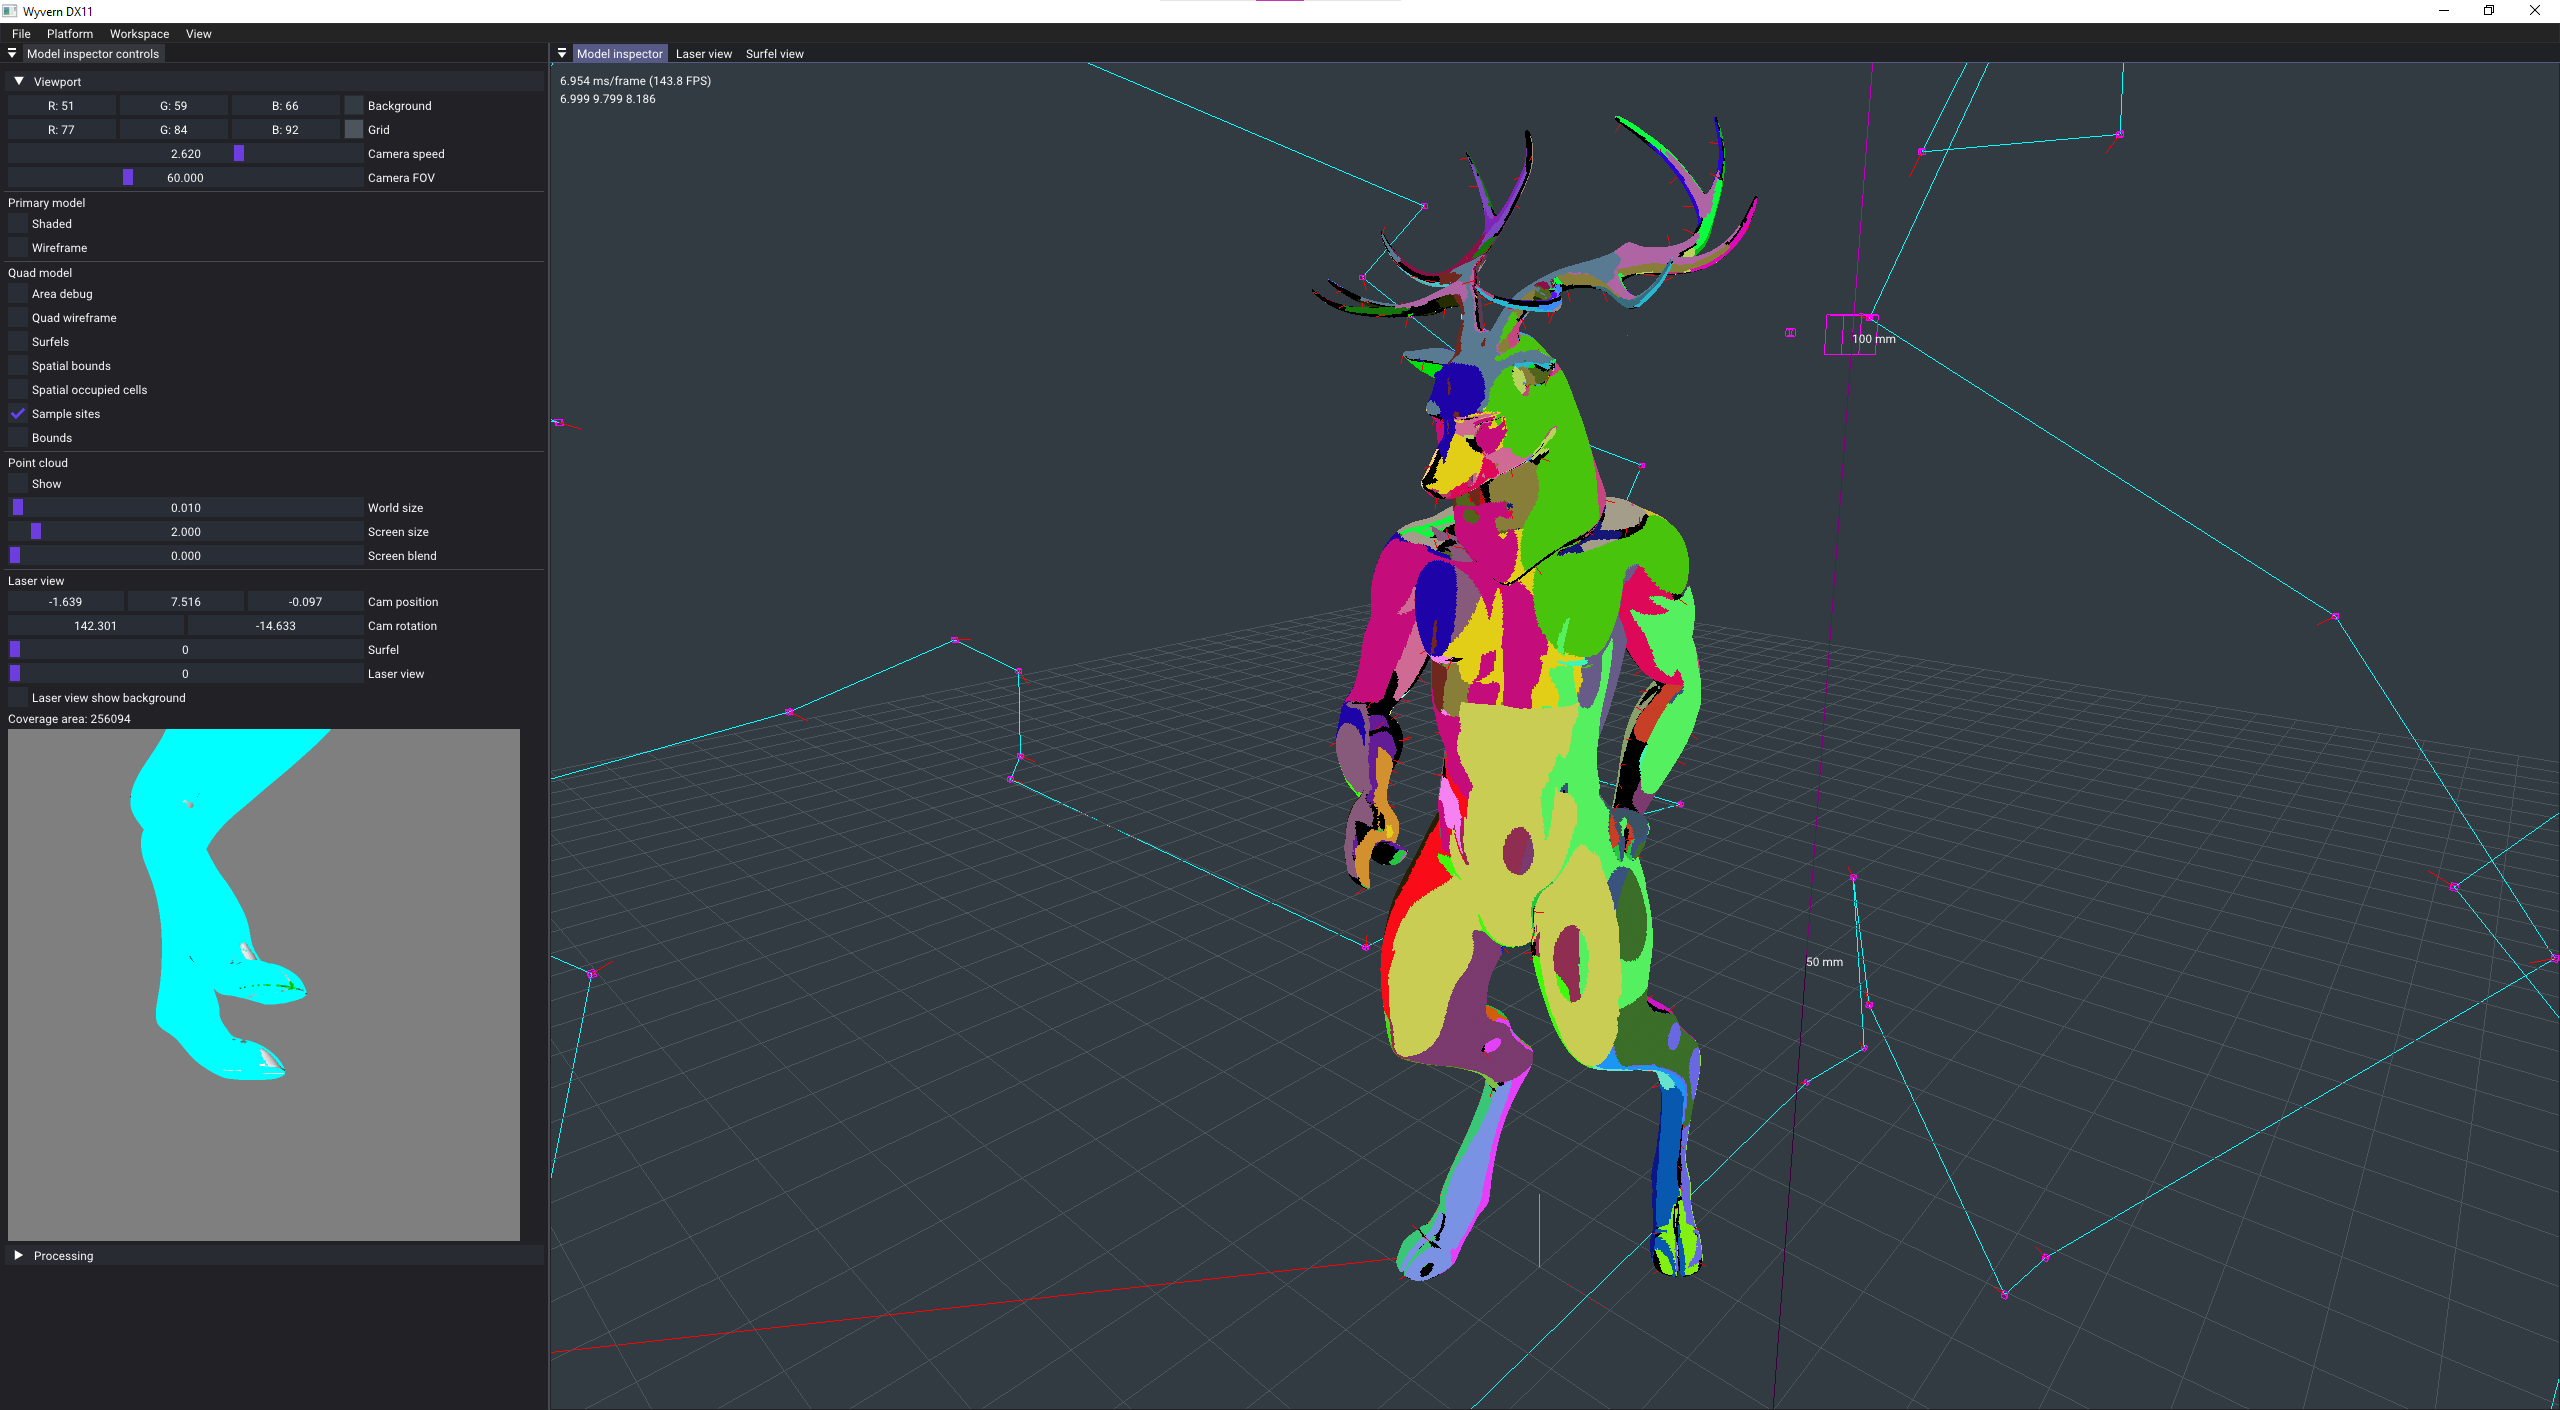 Wyvern DX11
File Platform Workspace View
Model inspector controls
Viewport
R: 51 G: 59 B: 66 Background
R: 77 G: 84 B: 92 Grid
2.620 Camera speed
60.000 Camera FOV
Primary model
Shaded
Wireframe
Quad model
Area debug
Quad wireframe
Surfels
Spatial bounds
Spatial occupied cells
Sample sites
Bounds
Point cloud
Show
0.010 World size
2.000 Screen size
0.000 Screen blend
Laser view
-1.639 7.516 -0.097 Cam position
142.301 -14.633 Cam rotation
0 Surfel
0 Laser view
Laser view show background
Coverage area: 256094
Processing
Model inspector Laser view Surfel view
6.954 ms/frame (143.8 FPS)
6.999 9.799 8.186
100 mm
50 mm